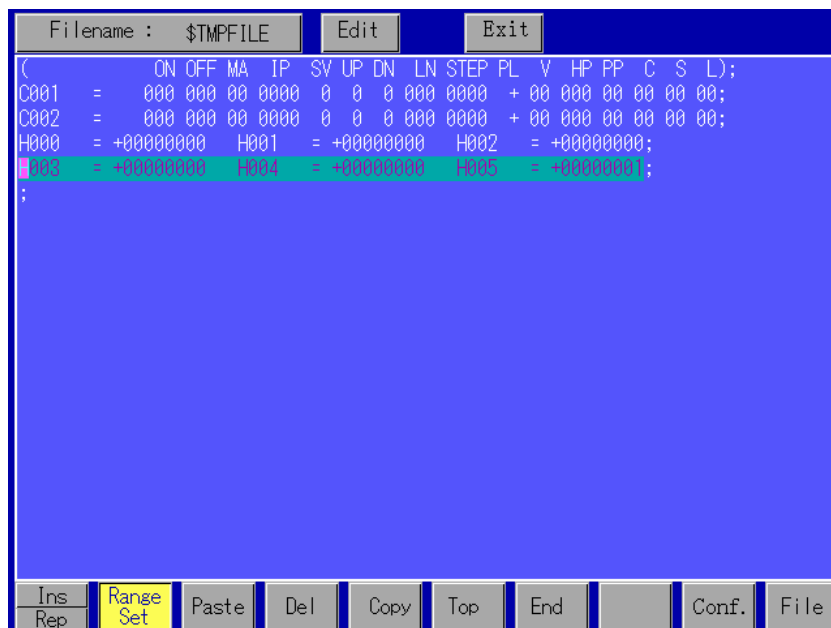 Filename : $TMPFILE Edit Exit
( ON OFF MA IP SV UP DN LN STEP PL V HP PP C S L);
C001 = 000 000 00 0000 0 0 0 000 0000 + 00 000 00 00 00 00;
C002 = 000 000 00 0000 0 0 0 000 0000 + 00 000 00 00 00 00;
H000 = +00000000 H001 = +00000000 H002 = +00000000;
H003 = +00000000 H004 = +00000000 H005 = +00000001;
;
Ins
Rep
Range
Set
Paste Del Copy Top End Conf. File